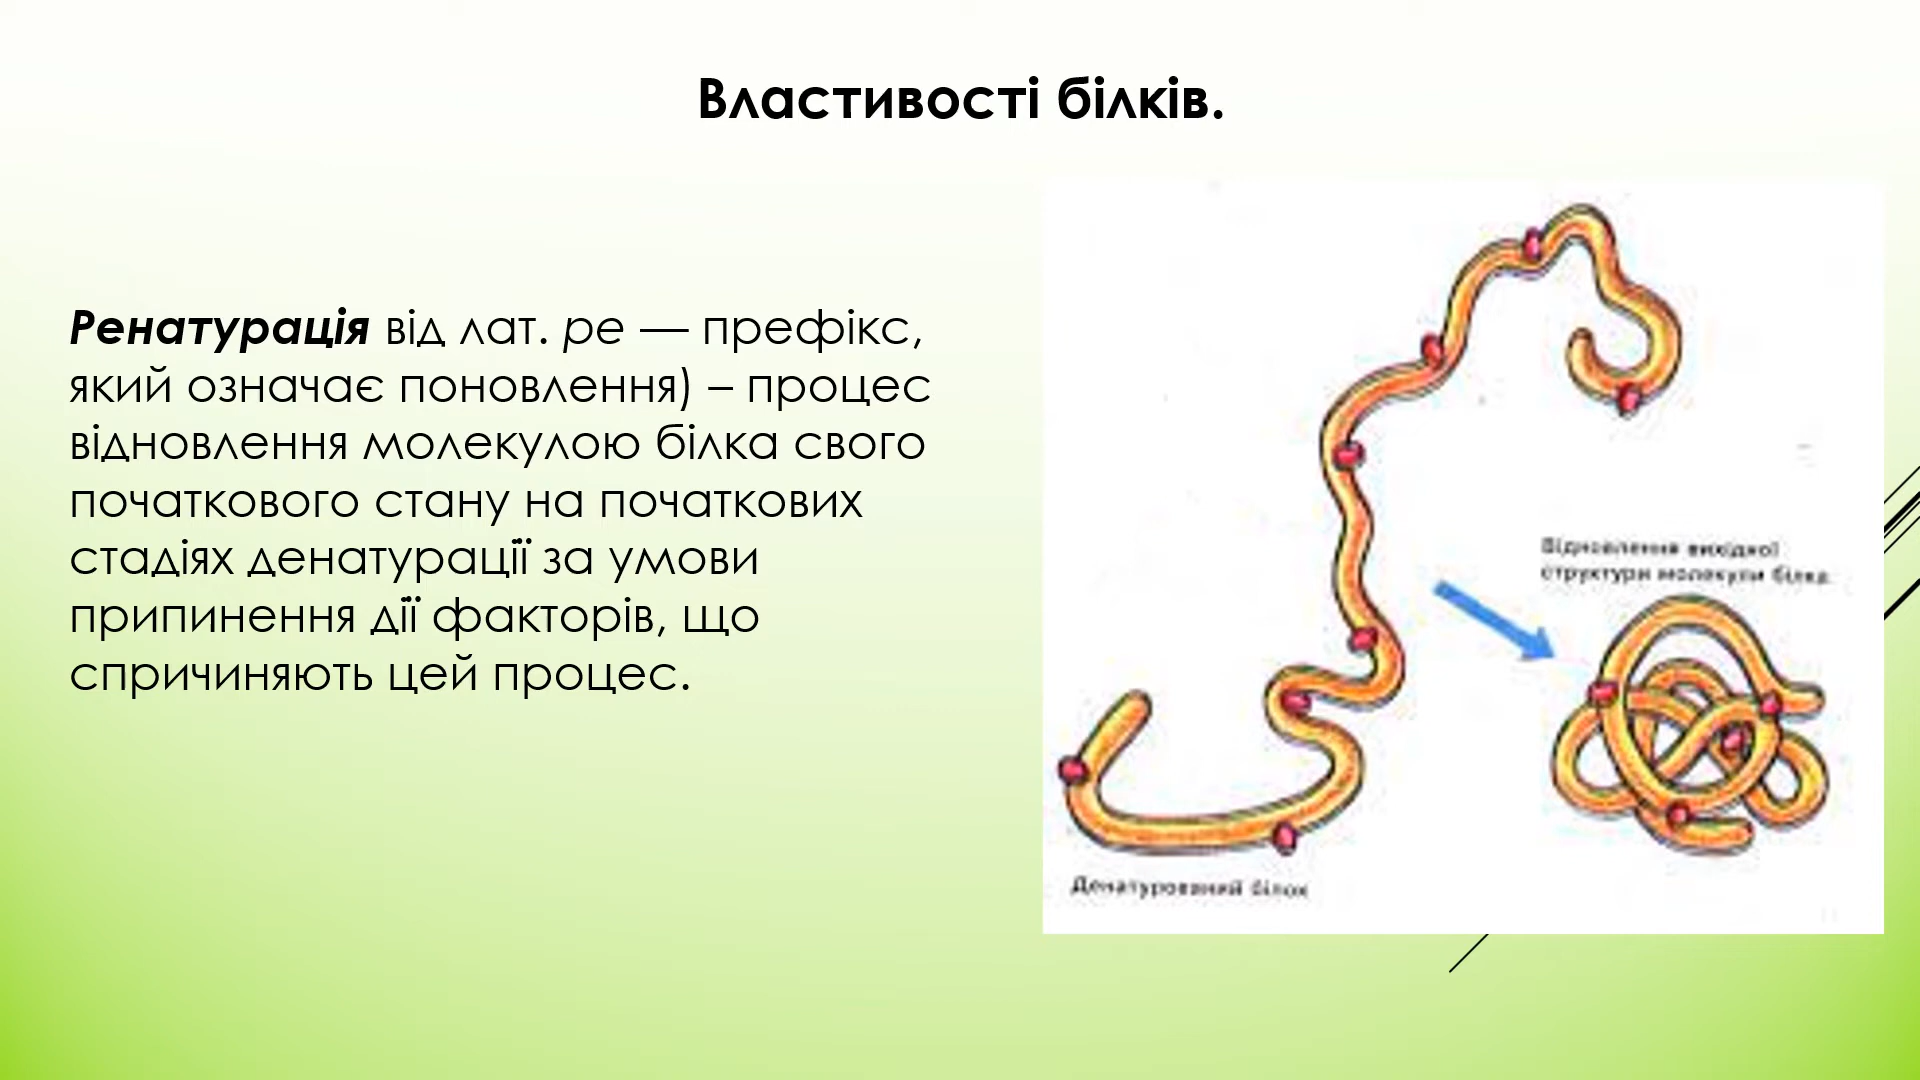 Властивості білків.
Ренатурація від лат. ре — префікс,
який означає поновлення) – процес
відновлення молекулою білка свого
початкового стану на початкових
стадіях денатурації за умови
припинення дії факторів, що
спричиняють цей процес.
Відновлення вихідної
структури молекули білка
Денатурований білок